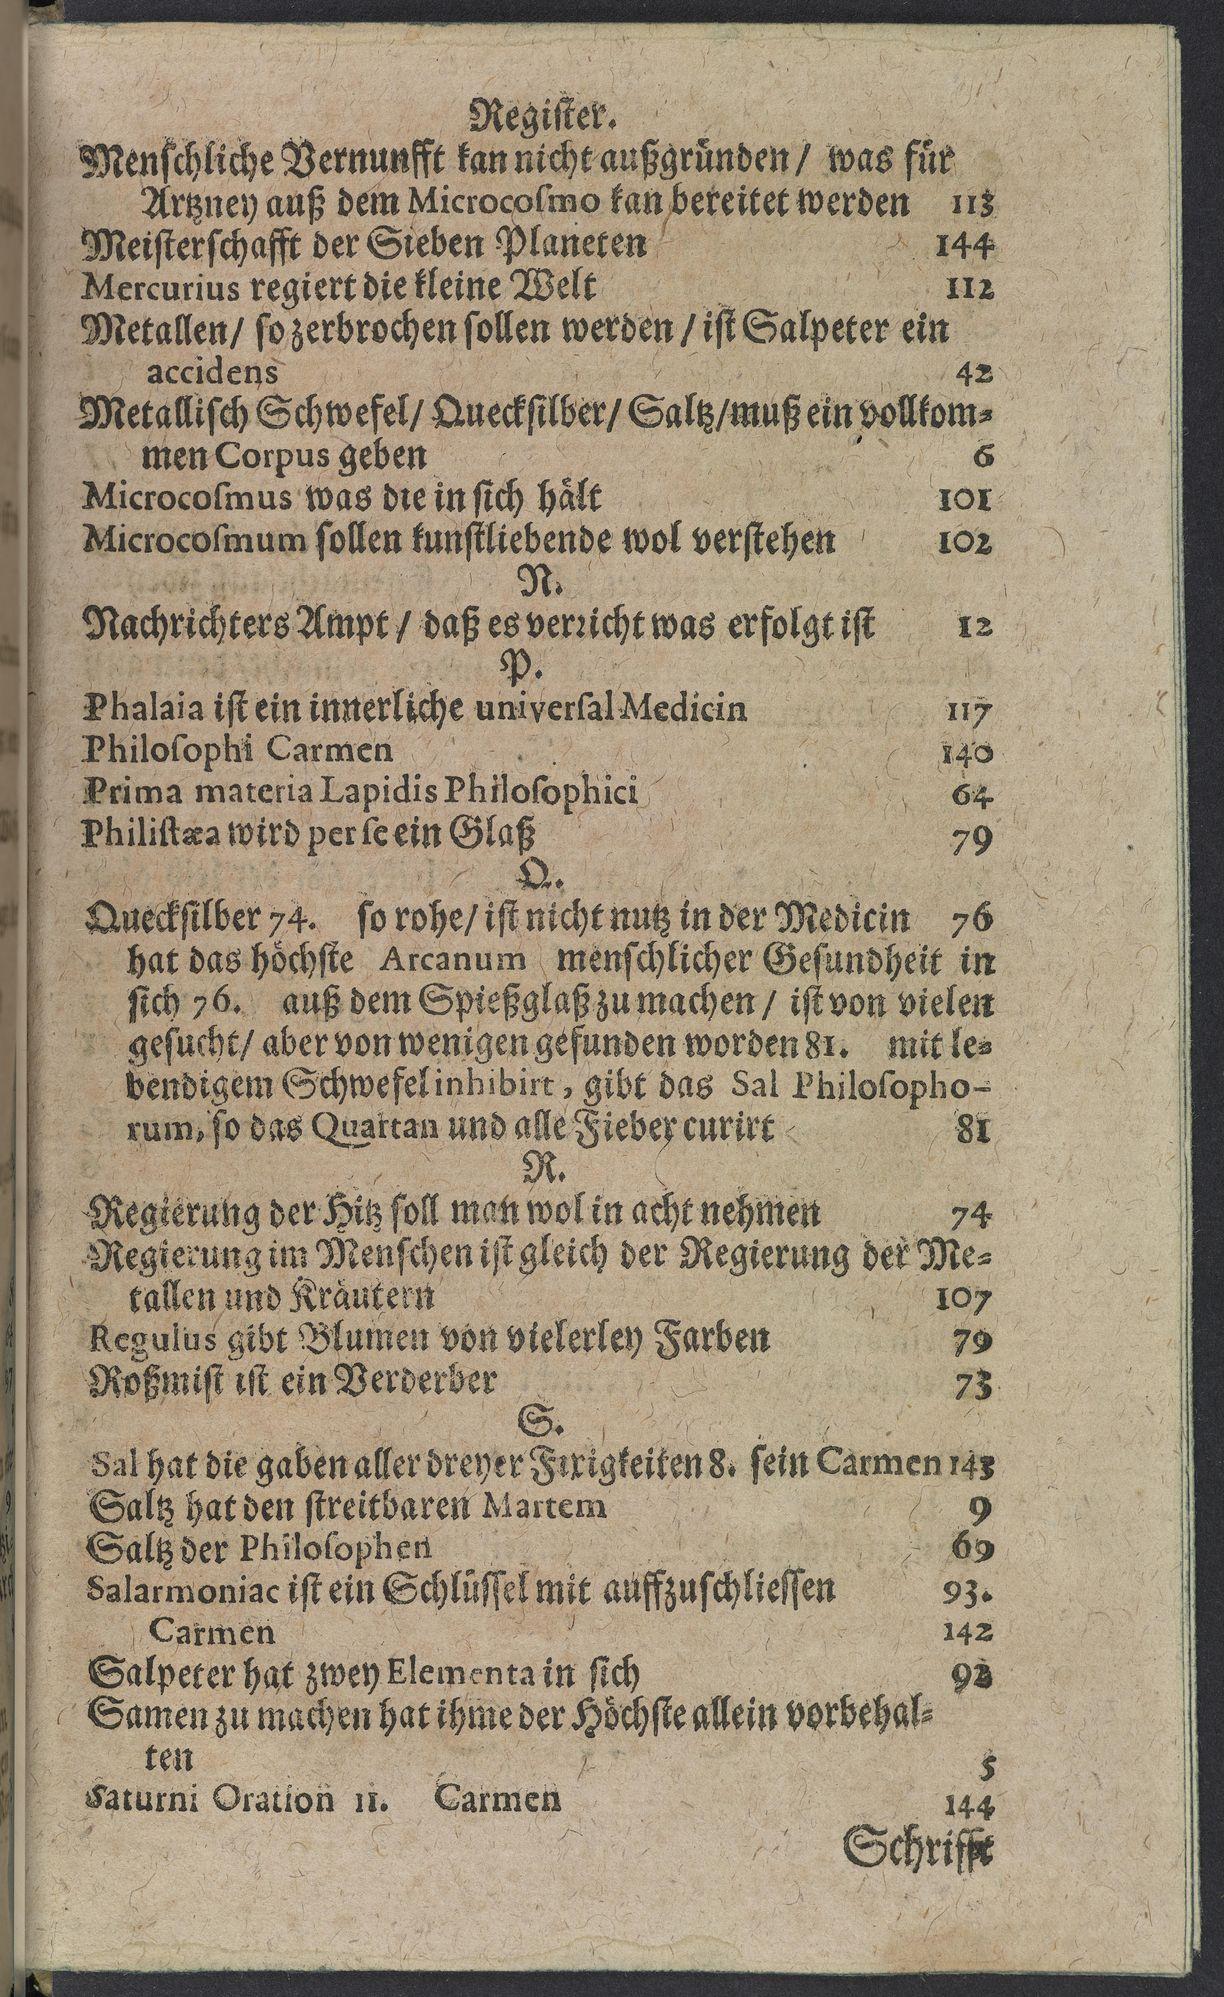 Register.
Menschliche Vernunfft kan nicht außgründen / was für
Artzney auß dem Microcosmo kan bereitet werden 113
Meisterschafft der Sieben Planeten 144
Mercurius regiert die kleine Welt 112
Metallen / so zerbrochen sollen werden / ist Salpeter ein
accidens 42
Metallisch Schwefel / Quecksilber / Saltz / muß ein vollkom-
men Corpus geben 6
Microcosmus was die in sich hält 101
Microcosmum sollen kunstliebende wol verstehen 102
N.
Nachrichters Ampt / daß es verricht was erfolgt ist 12
P.
Phalaia ist ein innerliche universal Medicin 117
Philosophi Carmen 140
Prima materia Lapidis Philosophici 64
Philistæa wird per se ein Glaß 79
Q.
Quecksilber 74. so rohe / ist nicht nutz in der Medicin 76
hat das höchste Arcanum menschlicher Gesundheit in
sich 76. auß dem Spießglaß zu machen / ist von vielen
gesucht / aber von wenigen gefunden worden 81. mit le-
bendigem Schwefel inhibirt, gibt das Sal Philosopho-
rum, so das Quartan und alle Fieber curirt 81
R.
Regierung der Hitz soll man wol in acht nehmen 74
Regierung im Menschen ist gleich der Regierung der Me-
tallen und Kräutern 107
Regulus gibt Blumen von vielerley Farben 79
Roßmist ist ein Verderber 73
S.
Sal hat die gaben aller dreyer Fixigkeiten 8. sein Carmen 143
Saltz hat den streitbaren Martem 9
Saltz der Philosophen 69
Salarmoniac ist ein Schlüssel mit auffzuschliessen 93.
Carmen 142
Salpeter hat zwey Elementa in sich 92
Samen zu machen hat ihme der Höchste allein vorbehal-
ten 5
Saturni Oration 11. Carmen 144
Schrifft